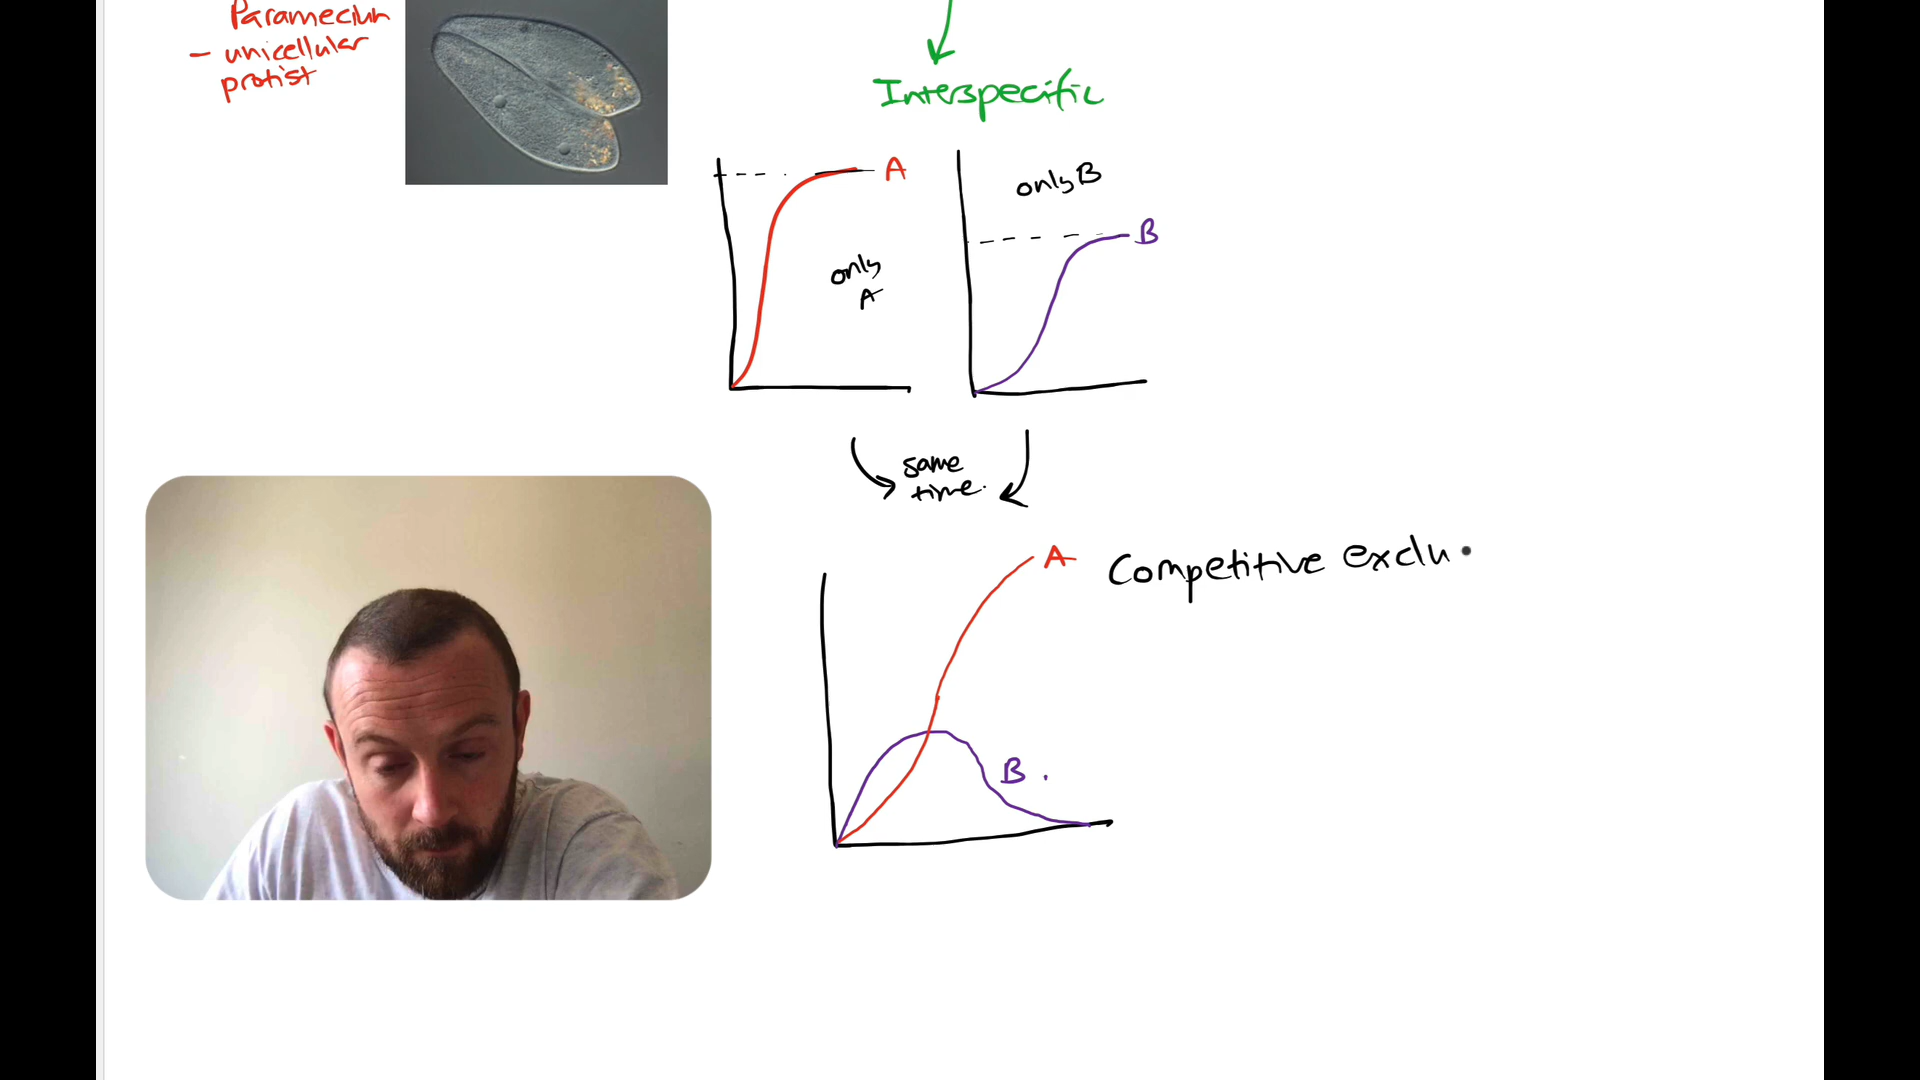 Paramecium
- unicellular
protist
Interspecific
A
only
A
only B
B
same
time.
A
Competitive exclu
B.